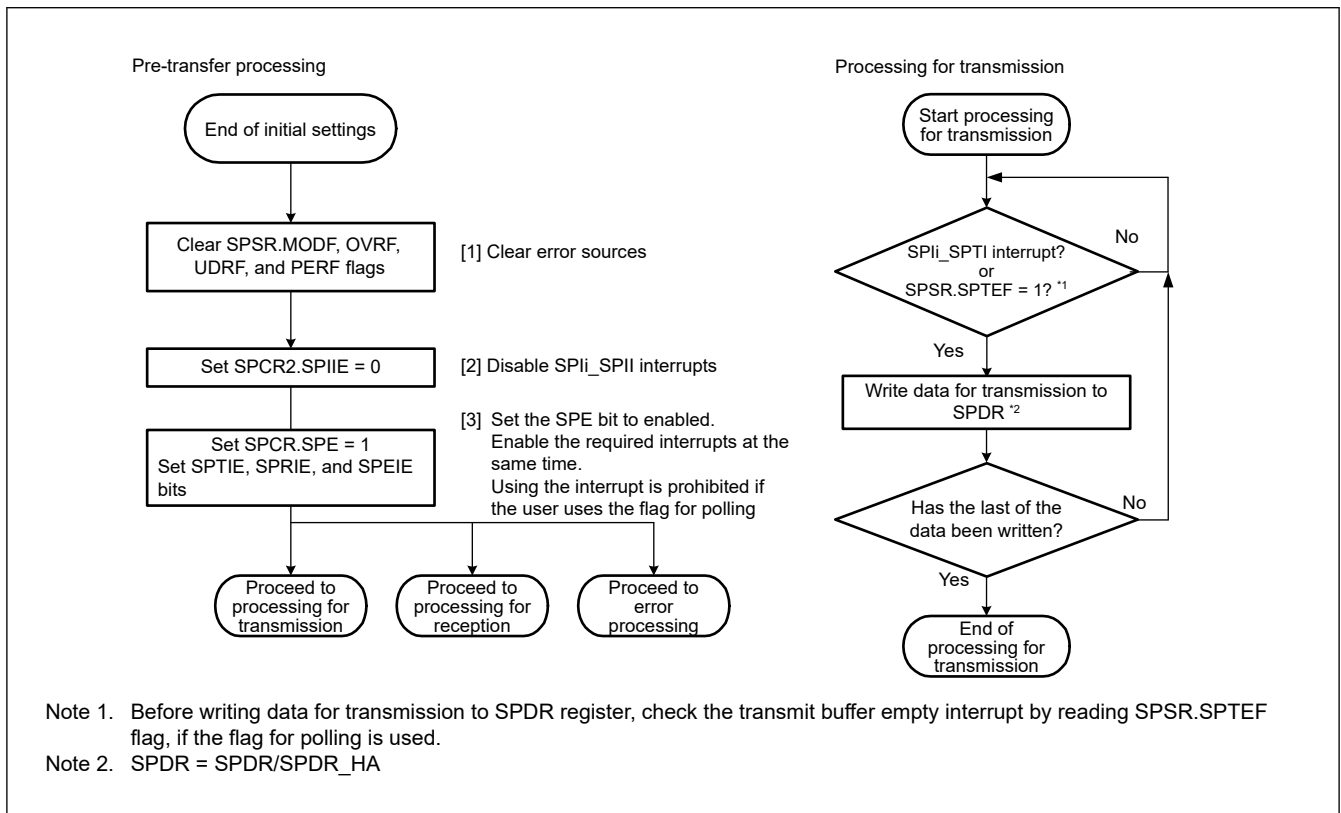 Pre-transfer processing
End of initial settings
Clear SPSR.MODF, OVRF,
UDRF, and PERF flags
[1] Clear error sources
Set SPCR2.SPIIE = 0
[2] Disable SPIi_SPII interrupts
Set SPCR.SPE = 1
Set SPTIE, SPRIE, and SPEIE
bits
[3] Set the SPE bit to enabled.
Enable the required interrupts at the
same time.
Using the interrupt is prohibited if
the user uses the flag for polling
Proceed to
processing for
transmission
Proceed to
processing for
reception
Proceed to
error
processing
Processing for transmission
Start processing
for transmission
SPIi_SPTI interrupt?
or
SPSR.SPTEF = 1? *1
No
Yes
Write data for transmission to
SPDR *2
Has the last of the
data been written?
No
Yes
End of
processing for
transmission
Note 1. Before writing data for transmission to SPDR register, check the transmit buffer empty interrupt by reading SPSR.SPTEF
flag, if the flag for polling is used.
Note 2. SPDR = SPDR/SPDR_HA